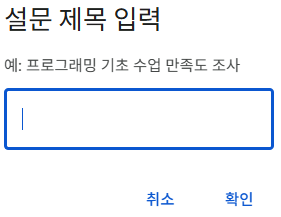 설문 제목 입력
예: 프로그래밍 기초 수업 만족도 조사
취소 확인